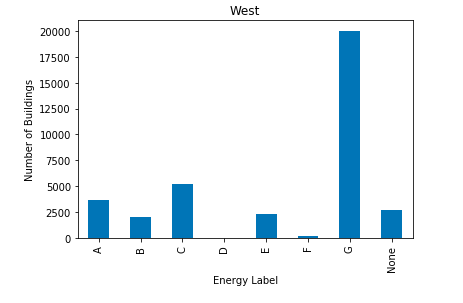 West
20000
17500
15000
12500
10000
7500
5000
2500
0
Number of Buildings
A
B
C
D
E
F
G
None
Energy Label